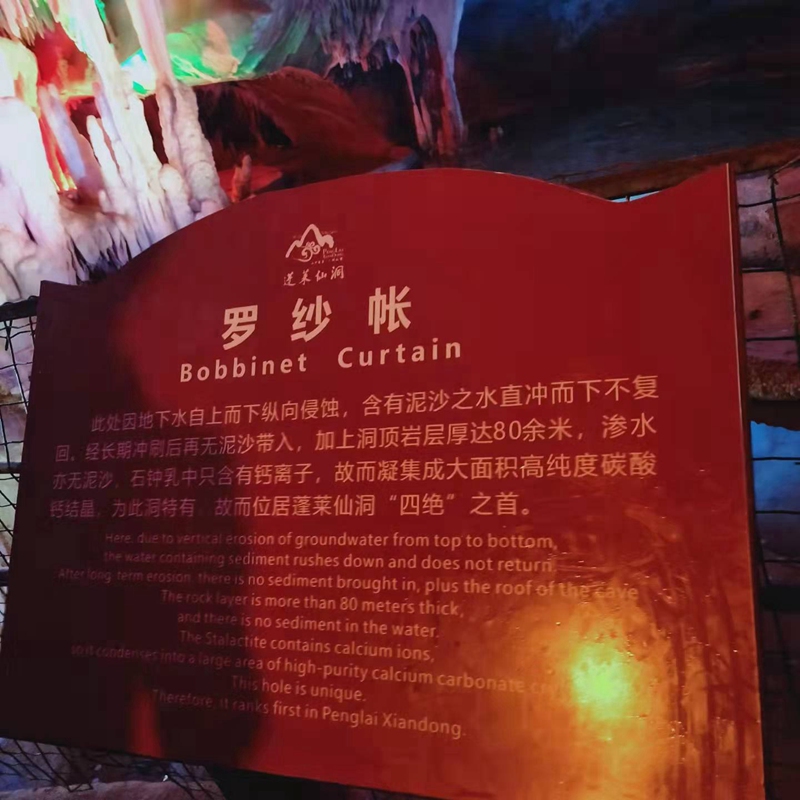 蓬莱仙洞
罗纱帐
Bobbinet Curtain
此处因地下水自上而下纵向侵蚀，含有泥沙之水直冲而下不复
回。经长期冲刷后再无泥沙带入，加上洞顶岩层厚达80余米，渗水
亦无泥沙。石钟乳中只含有钙离子，故而凝集成大面积高纯度碳酸
钙结晶，为此洞特有，故而位居蓬莱仙洞“四绝”之首。
Here, due to vertical erosion of groundwater from top to bottom,
the water containing sediment rushes down and does not return.
After long-term erosion, there is no sediment brought in, plus the roof of the cave
The rock layer is more than 80 meters thick,
and there is no sediment in the water.
The Stalactite contains calcium ions,
so it condenses into a large area of high-purity calcium carbonate
This hole is unique.
Therefore, it ranks first in Penglai Xiandong.